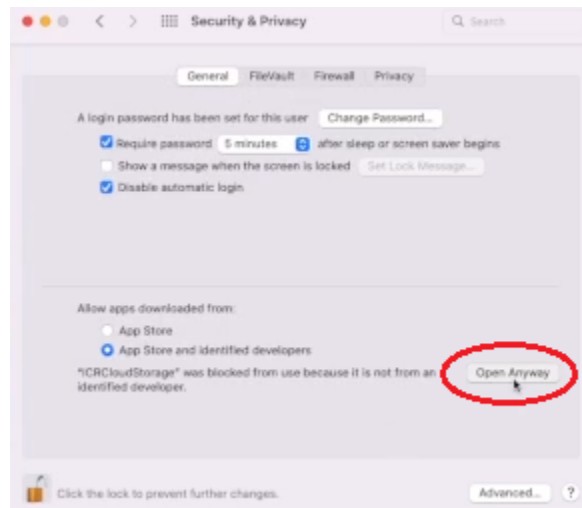 Security & Privacy
Search
General FileVault Firewall Privacy
A login password has been set for this user Change Password...
Require password 5 minutes after sleep or screen saver begins
Show a message when the screen is locked Set Lock Message...
Disable automatic login
Allow apps downloaded from:
App Store
App Store and identified developers
"iCRCloudStorage" was blocked from use because it is not from an Open Anyway
identified developer.
Click the lock to prevent further changes. Advanced... ?